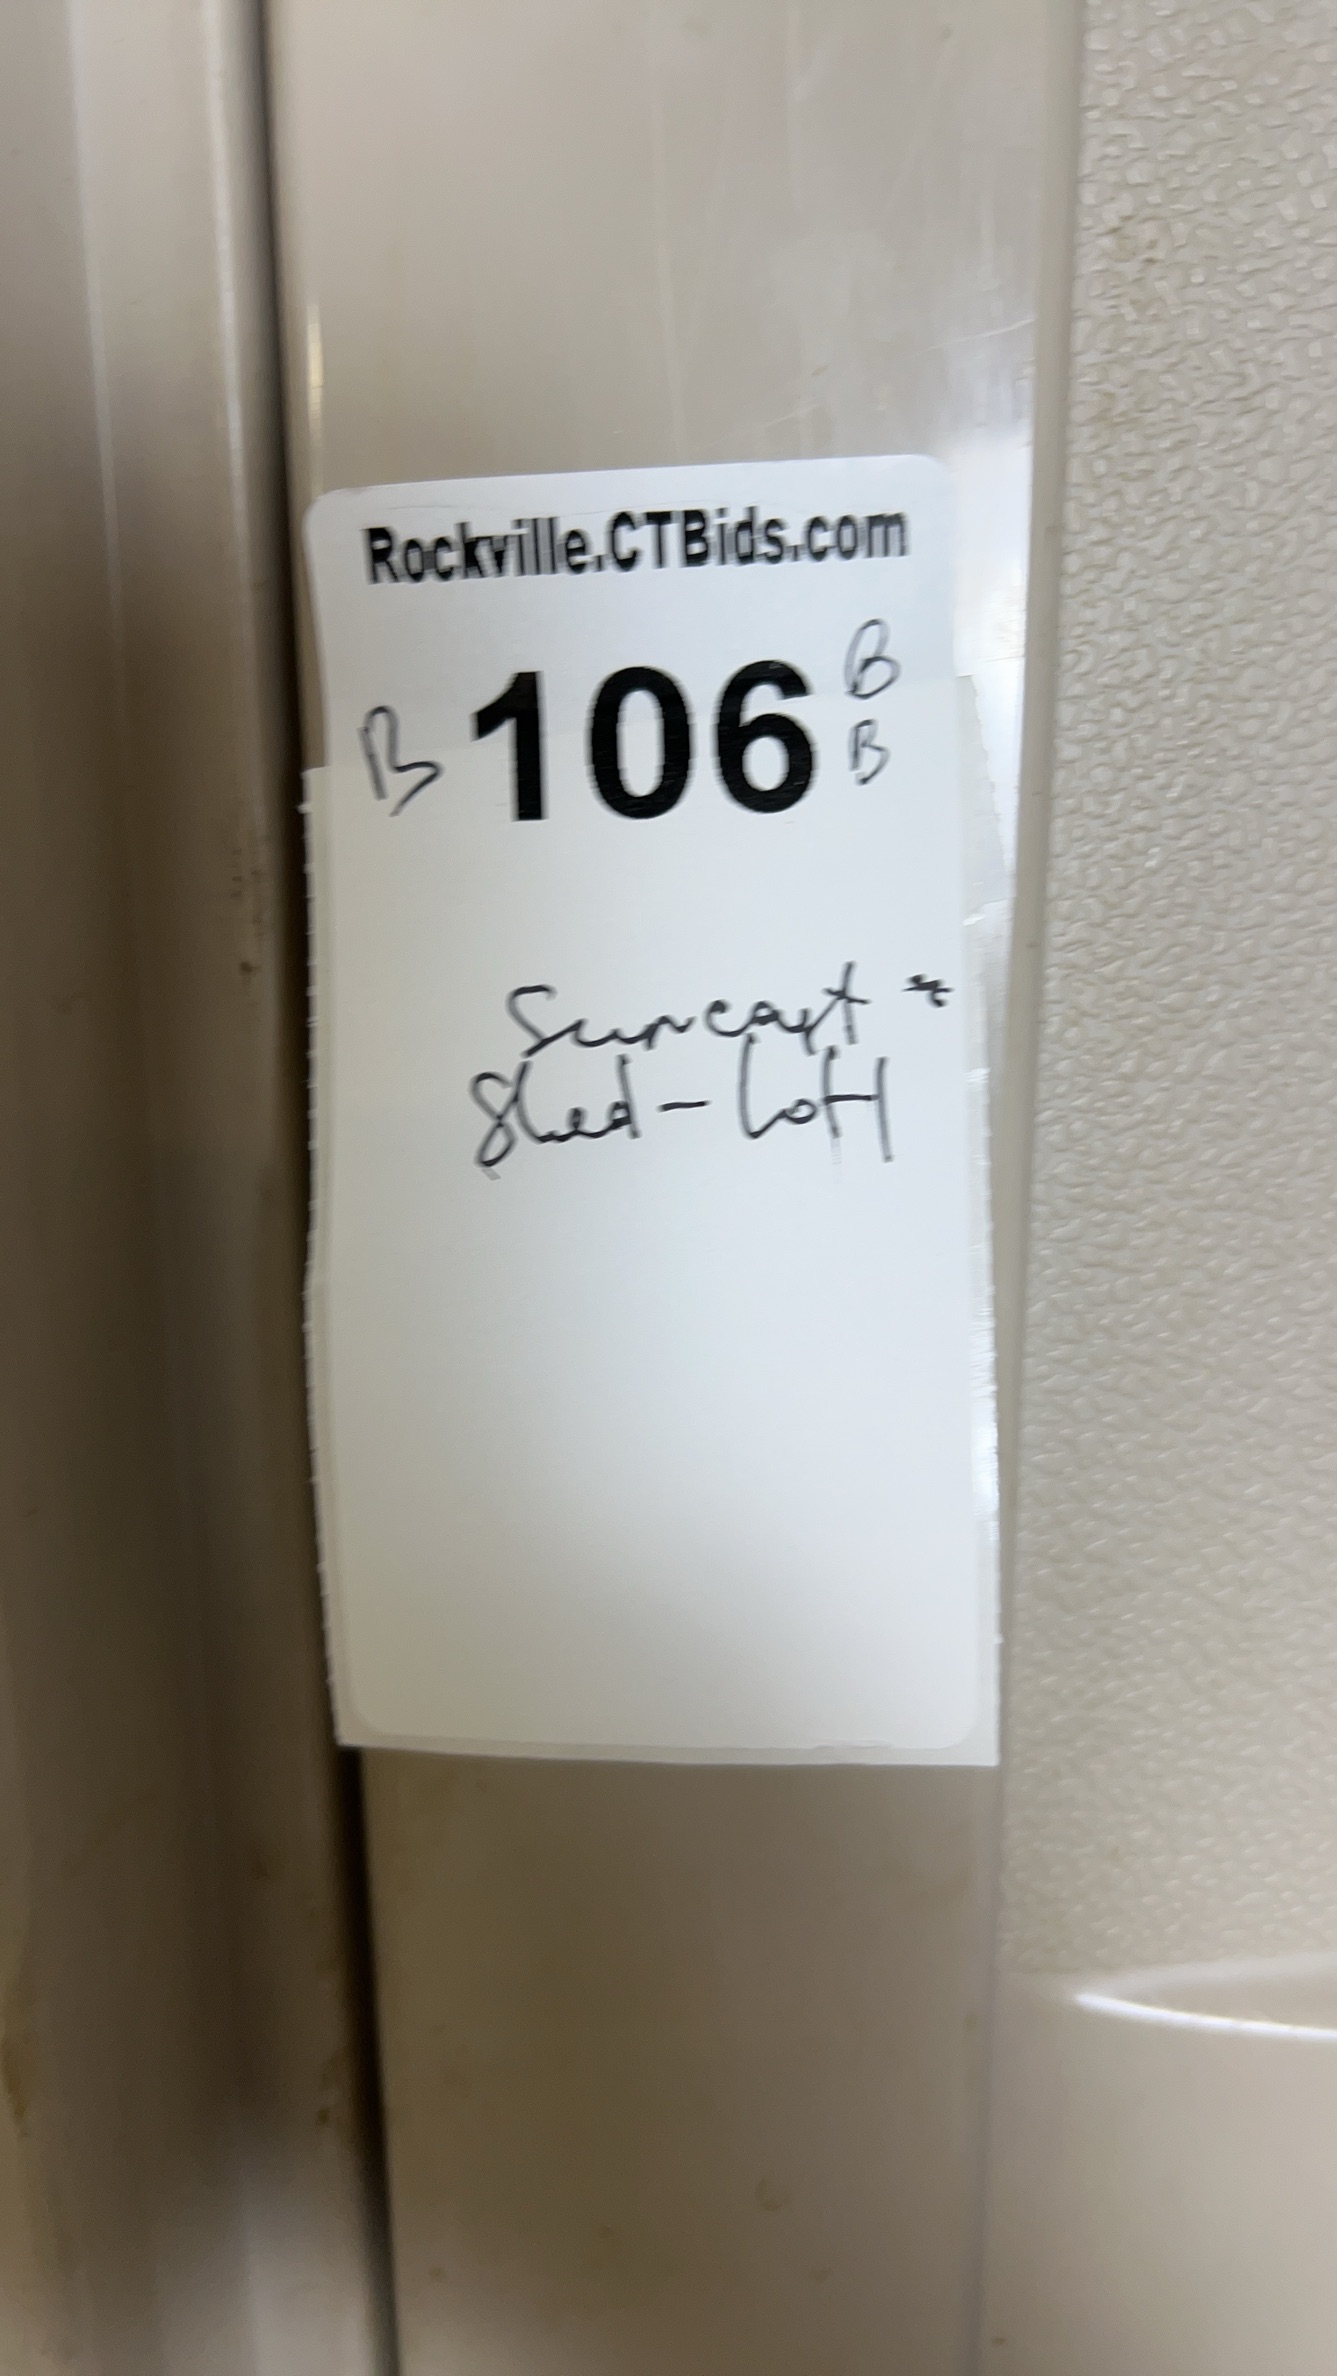 Rockville.CTBids.com
B 106 B
B
Suncast *
Shed - Loft